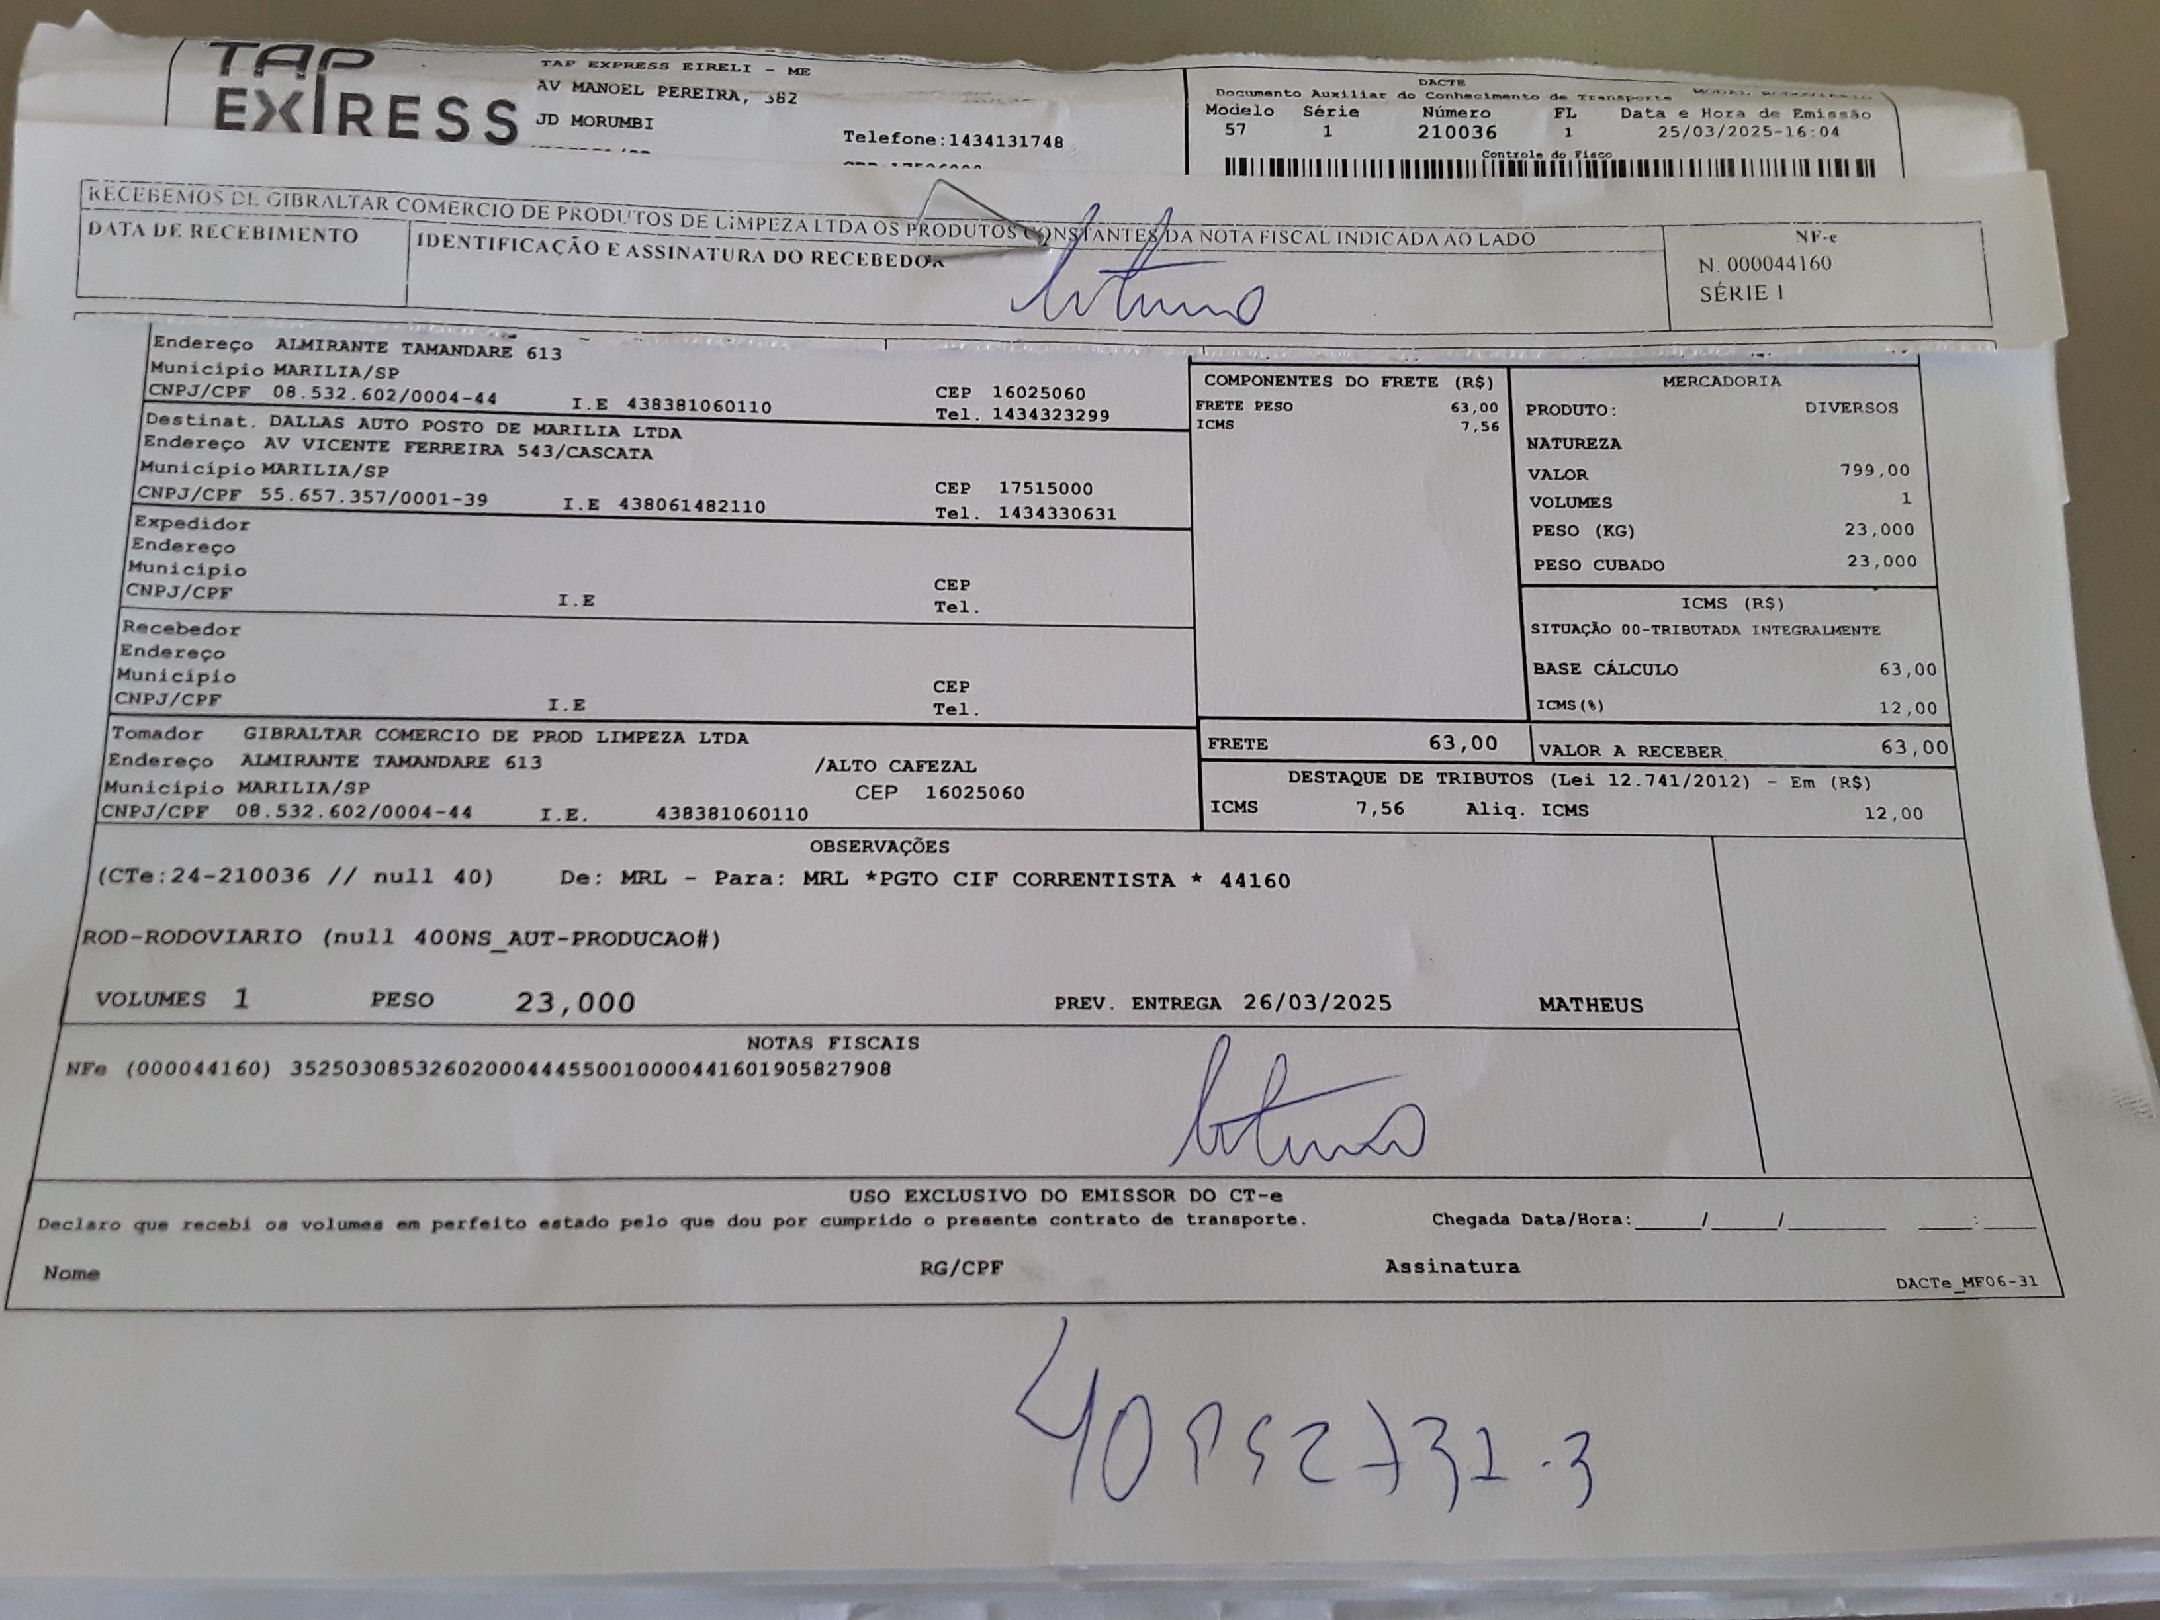 TAP EXPRESS
TAP EXPRESS EIRELI - ME
AV MANOEL PEREIRA, 382
JD MORUMBI
Telefone:1434131748
DACTE
Documento Auxiliar do Conhecimento de Transporte
Modelo Série Número FL Data e Hora de Emissão
57 1 210036 1 25/03/2025-16:04
Controle do Fisco
RECEBEMOS DE GIBRALTAR COMERCIO DE PRODUTOS DE LIMPEZA LTDA OS PRODUTOS CONSTANTES DA NOTA FISCAL INDICADA AO LADO
DATA DE RECEBIMENTO
IDENTIFICAÇÃO E ASSINATURA DO RECEBEDOR
NF-e
N. 000044160
SÉRIE 1
Endereço ALMIRANTE TAMANDARE 613
Município MARILIA/SP
CEP 16025060
CNPJ/CPF 08.532.602/0004-44 I.E 438381060110 Tel. 1434323299
Destinat. DALLAS AUTO POSTO DE MARILIA LTDA
Endereço AV VICENTE FERREIRA 543/CASCATA
Município MARILIA/SP CEP 17515000
CNPJ/CPF 55.657.357/0001-39 I.E 438061482110 Tel. 1434330631
Expedidor
Endereço
Município CEP
CNPJ/CPF I.E Tel.
Recebedor
Endereço
Município CEP
CNPJ/CPF I.E Tel.
Tomador GIBRALTAR COMERCIO DE PROD LIMPEZA LTDA
Endereço ALMIRANTE TAMANDARE 613 /ALTO CAFEZAL
Município MARILIA/SP CEP 16025060
CNPJ/CPF 08.532.602/0004-44 I.E. 438381060110
COMPONENTES DO FRETE (R$)
FRETE PESO 63,00
ICMS 7,56
MERCADORIA
PRODUTO: DIVERSOS
NATUREZA
VALOR 799,00
VOLUMES 1
PESO (KG) 23,000
PESO CUBADO 23,000
ICMS (R$)
SITUAÇÃO 00-TRIBUTADA INTEGRALMENTE
BASE CÁLCULO 63,00
ICMS(%) 12,00
FRETE 63,00 VALOR A RECEBER 63,00
DESTAQUE DE TRIBUTOS (Lei 12.741/2012) - Em (R$)
ICMS 7,56 Aliq. ICMS 12,00
OBSERVAÇÕES
(CTe:24-210036 // null 40) De: MRL - Para: MRL *PGTO CIF CORRENTISTA * 44160
ROD-RODOVIARIO (null 400NS_AUT-PRODUCAO#)
VOLUMES 1 PESO 23,000 PREV. ENTREGA 26/03/2025 MATHEUS
NOTAS FISCAIS
NFe (000044160) 35250308532602000444550010000441601905827908
USO EXCLUSIVO DO EMISSOR DO CT-e
Declaro que recebi os volumes em perfeito estado pelo que dou por cumprido o presente contrato de transporte. Chegada Data/Hora:_____/_____/________ ____:_____
Nome RG/CPF Assinatura
DACTe_MF06-31